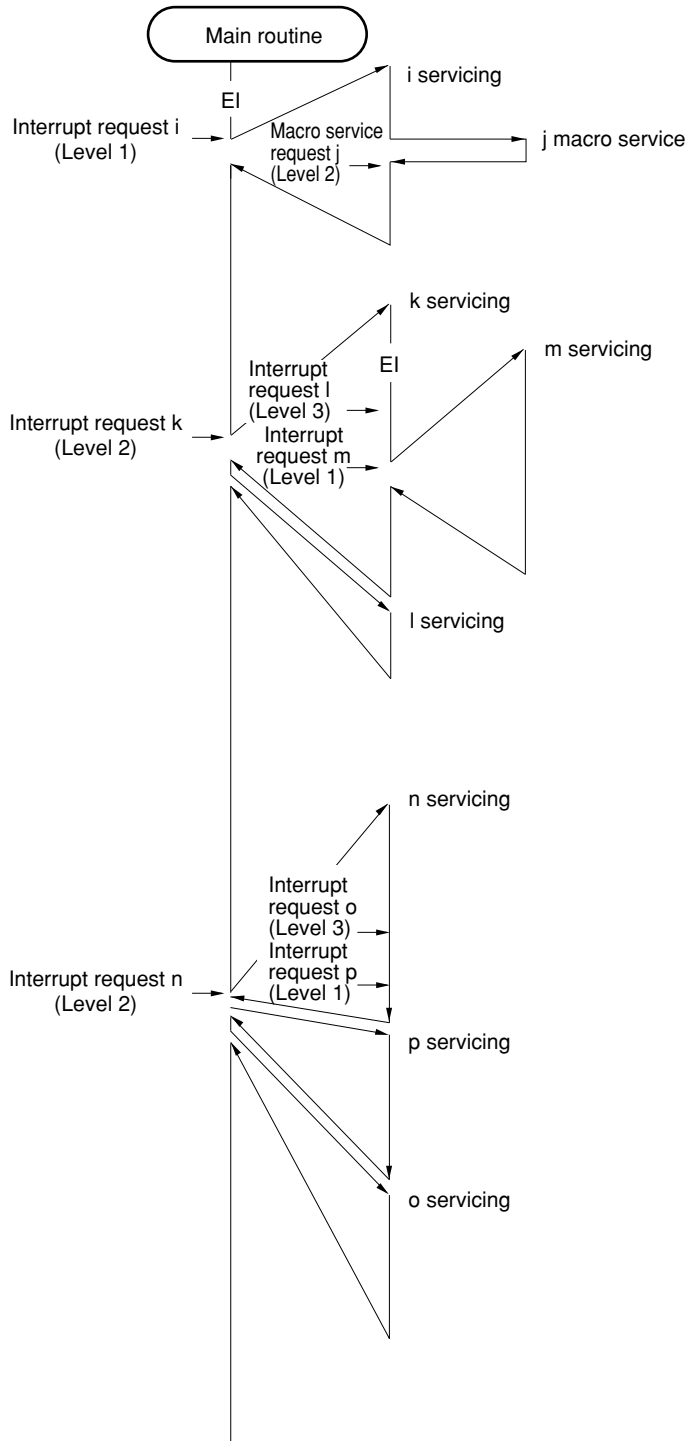 Main routine
EI
i servicing
Interrupt request i
(Level 1)
Macro service
request j
(Level 2)
j macro service
k servicing
EI
m servicing
Interrupt
request l
(Level 3)
Interrupt request k
(Level 2)
Interrupt
request m
(Level 1)
l servicing
n servicing
Interrupt
request o
(Level 3)
Interrupt
request p
(Level 1)
Interrupt request n
(Level 2)
p servicing
o servicing